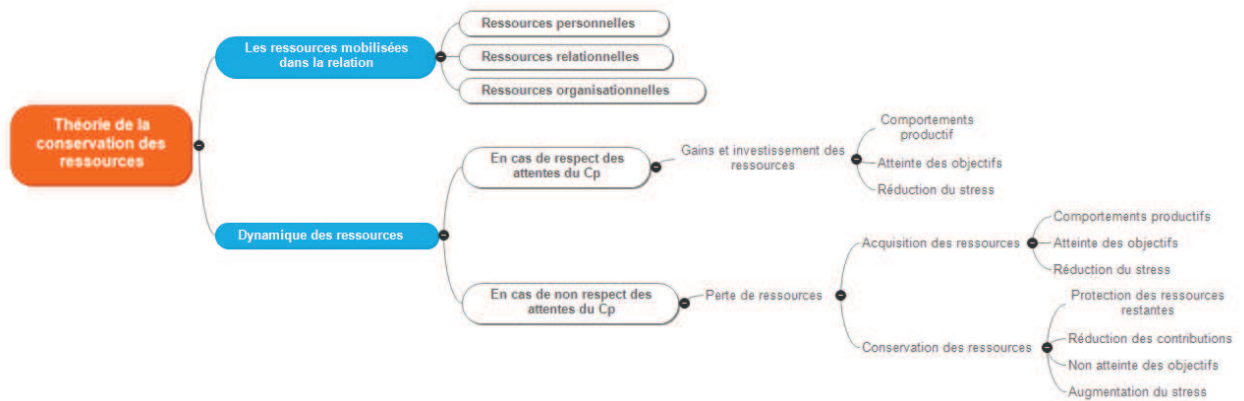 Théorie de la
conservation des
ressources
Les ressources mobilisées
dans la relation
Ressources personnelles
Ressources relationnelles
Ressources organisationnelles
Dynamique des ressources
En cas de respect des
attentes du Cp
Gains et investissement des
ressources
Comportements
productif
Atteinte des objectifs
Réduction du stress
En cas de non respect des
attentes du Cp
Perte de ressources
Acquisition des ressources
Comportements productifs
Atteinte des objectifs
Réduction du stress
Conservation des ressources
Protection des ressources
restantes
Réduction des contributions
Non atteinte des objectifs
Augmentation du stress